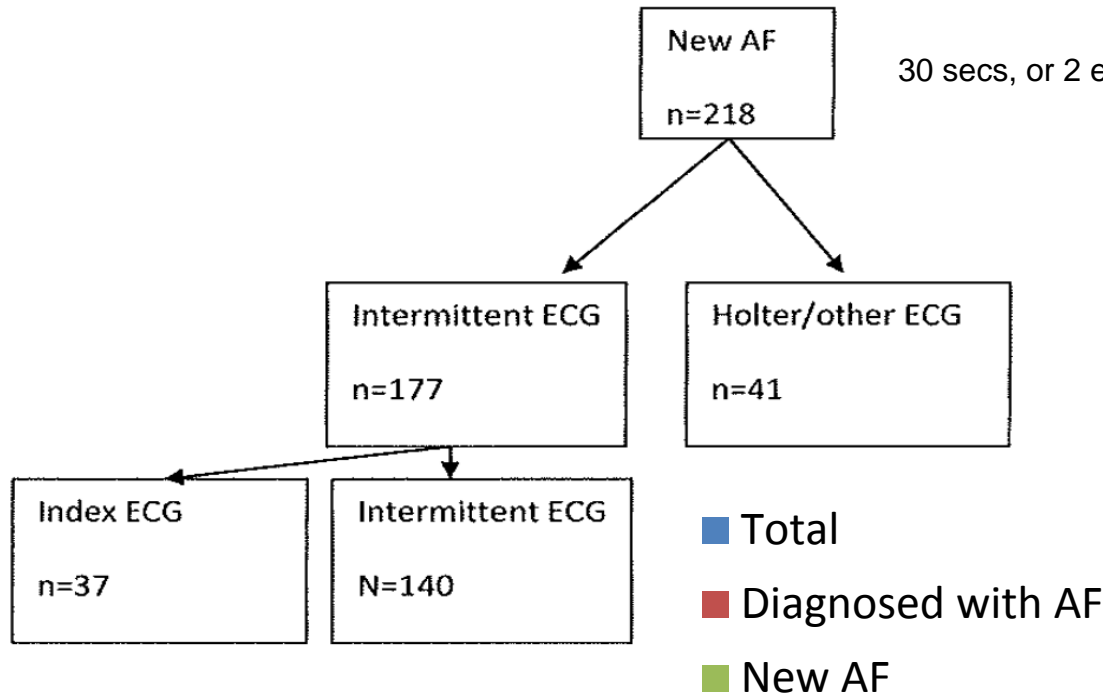 New AF
n=218
30 secs, or 2 e
Intermittent ECG
n=177
Holter/other ECG
n=41
Index ECG
n=37
Intermittent ECG
N=140
Total
Diagnosed with AF
New AF